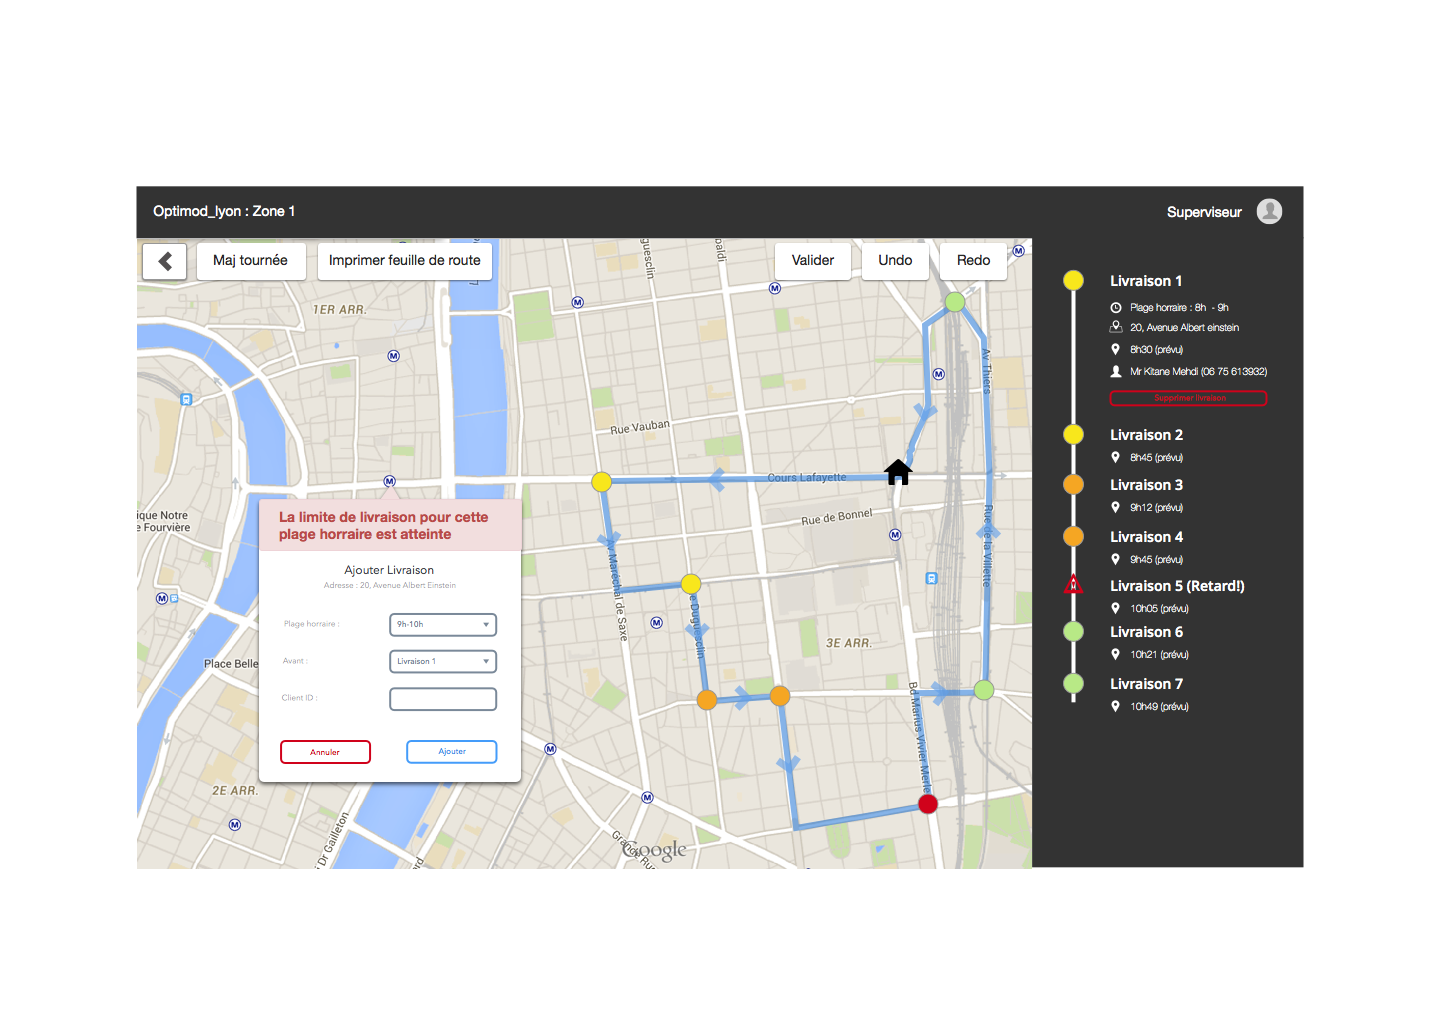 Optimod_lyon : Zone 1
Superviseur
Maj tournée
Imprimer feuille de route
Valider
Undo
Redo
1ER ARR.
Rue Vauban
Cours Lafayette
Rue de Bonnel
Av Thiers
Rue de la Villette
Av Maréchal de Saxe
e Duguesclin
guesclin
paldi
3E ARR.
Bd Marius Vivier Merle
ique Notre
e Fourvière
Place Belle
2E ARR.
i Dr Gailleton
Grande Rue
Google
M
M
M
M
M
M
M
M
M
M
M
M
La limite de livraison pour cette
plage horraire est atteinte
Ajouter Livraison
Adresse : 20, Avenue Albert Einstein
Plage horraire :
9h-10h
Avant :
Livraison 1
Client ID :
Annuler
Ajouter
Livraison 1
Plage horraire : 8h - 9h
20, Avenue Albert einstein
8h30 (prévu)
Mr Kitane Mehdi (06 75 613932)
Supprimer livraison
Livraison 2
8h45 (prévu)
Livraison 3
9h12 (prévu)
Livraison 4
9h45 (prévu)
Livraison 5 (Retard!)
10h05 (prévu)
Livraison 6
10h21 (prévu)
Livraison 7
10h49 (prévu)